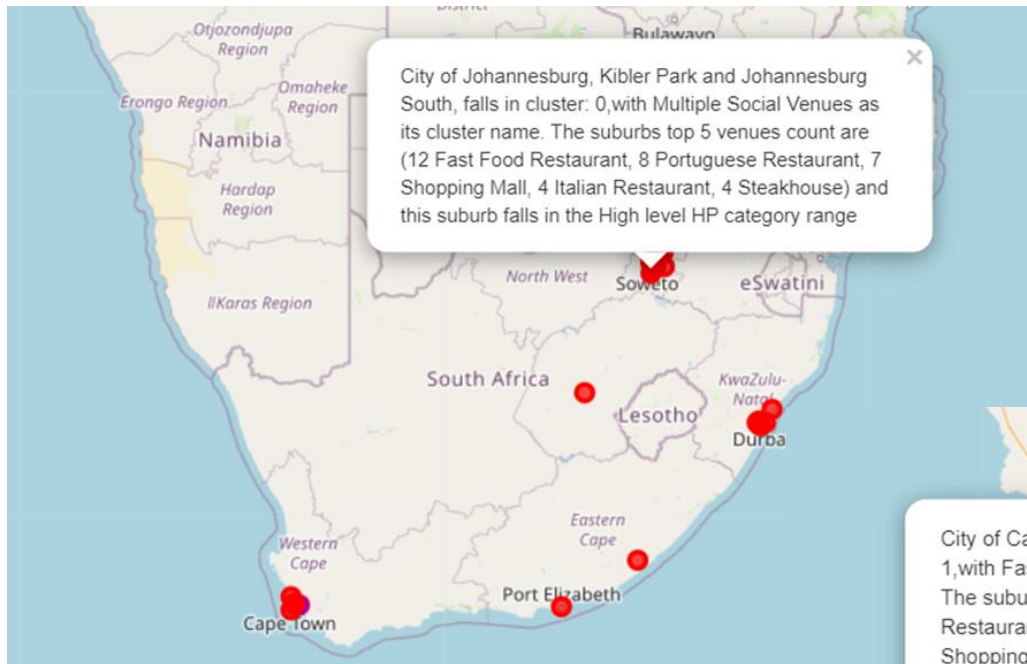 District
Otjozondjupa
Region
Bulawayo
×
City of Johannesburg, Kibler Park and Johannesburg
South, falls in cluster: 0,with Multiple Social Venues as
its cluster name. The suburbs top 5 venues count are
(12 Fast Food Restaurant, 8 Portuguese Restaurant, 7
Shopping Mall, 4 Italian Restaurant, 4 Steakhouse) and
this suburb falls in the High level HP category range
Erongo Region
Omaheke
Region
Namibia
Hardap
Region
North West
Soweto
eSwatini
llKaras Region
South Africa
KwaZulu-
Natal
Lesotho
Durba
Eastern
Cape
Western
Cape
Port Elizabeth
Cape Town
City of Ca
1,with Fas
The subu
Restaura
Shopping